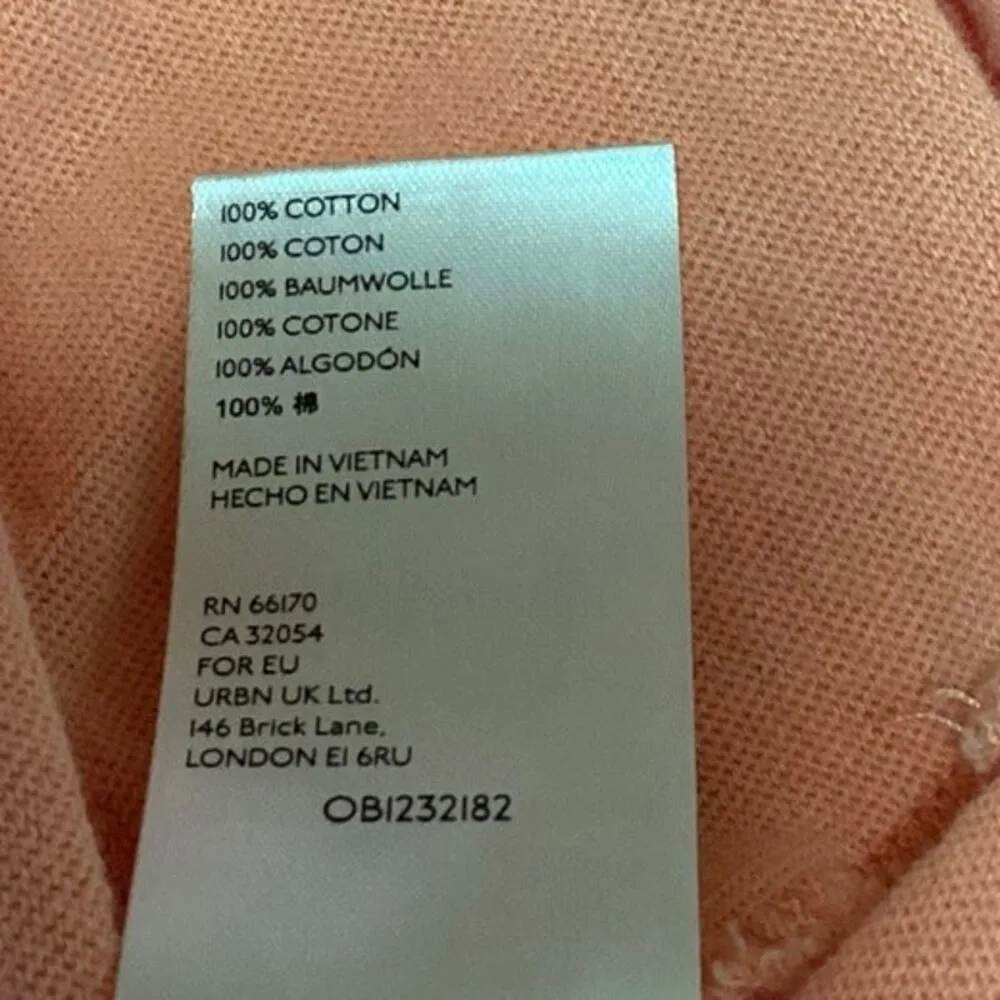 100% COTTON
100% COTON
100% BAUMWOLLE
100% COTONE
100% ALGODÓN
100% 棉
MADE IN VIETNAM
HECHO EN VIETNAM
RN 66170
CA 32054
FOR EU
URBN UK Ltd.
146 Brick Lane,
LONDON E1 6RU
OB1232182